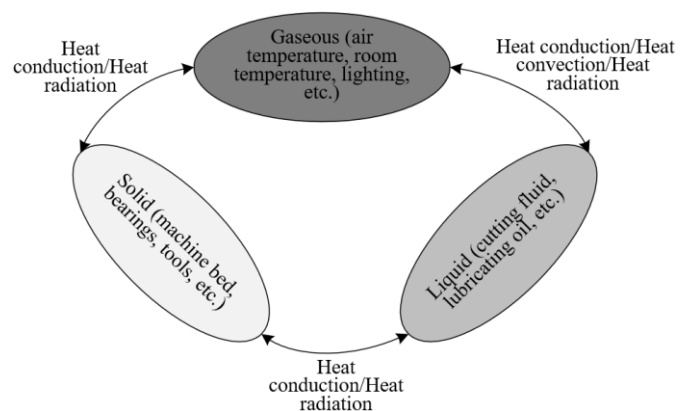 Heat
conduction/Heat
radiation
Gaseous (air
temperature, room
temperature, lighting,
etc.)
Heat conduction/Heat
convection/Heat
radiation
Solid (machine bed,
bearings, tools, etc.)
Liquid (cutting fluid,
lubricating oil, etc.)
Heat
conduction/Heat
radiation